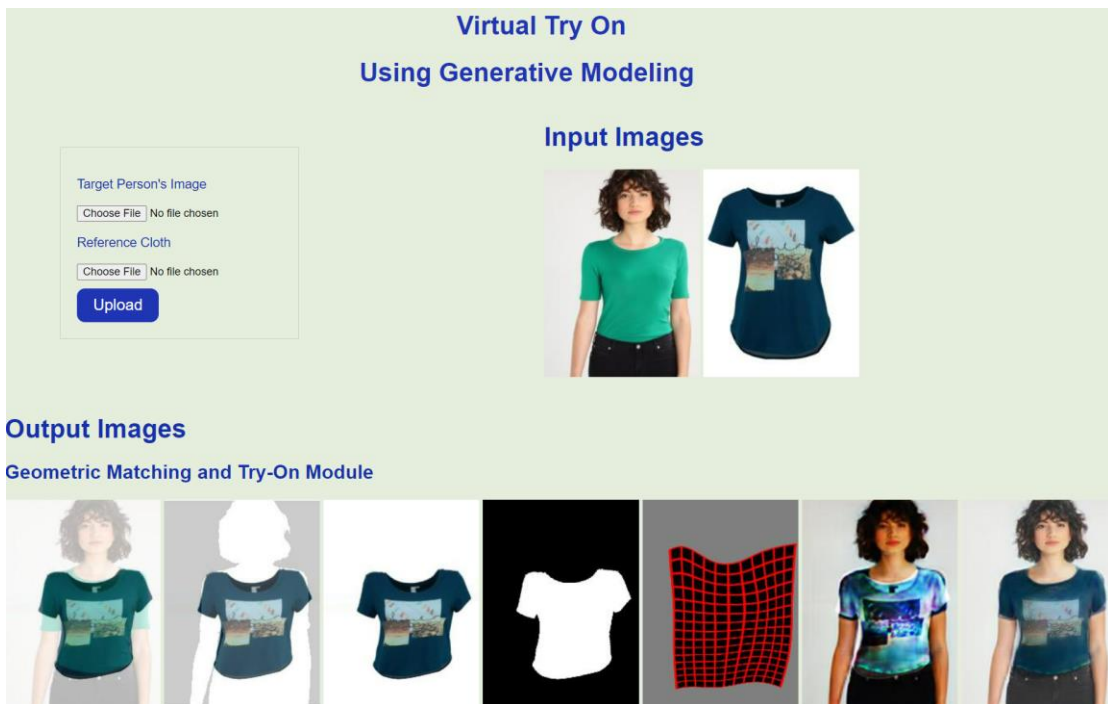 Virtual Try On
Using Generative Modeling
Input Images
Target Person's Image
Choose File No file chosen
Reference Cloth
Choose File No file chosen
Upload
Output Images
Geometric Matching and Try-On Module